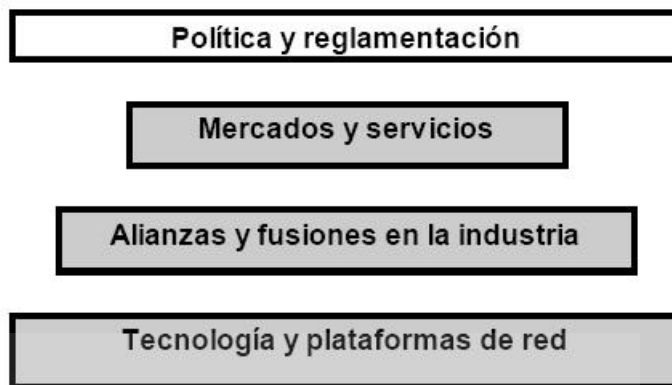 Política y reglamentación
Mercados y servicios
Alianzas y fusiones en la industria
Tecnología y plataformas de red